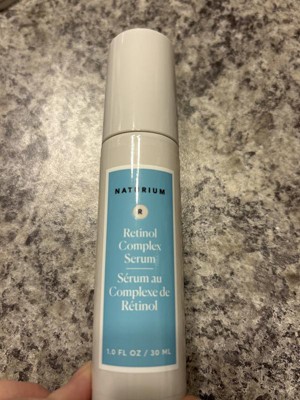 NATURIUM
R
Retinol
Complex
Serum
Sérum au
Complexe de
Rétinol
1.0 FL OZ / 30 ML